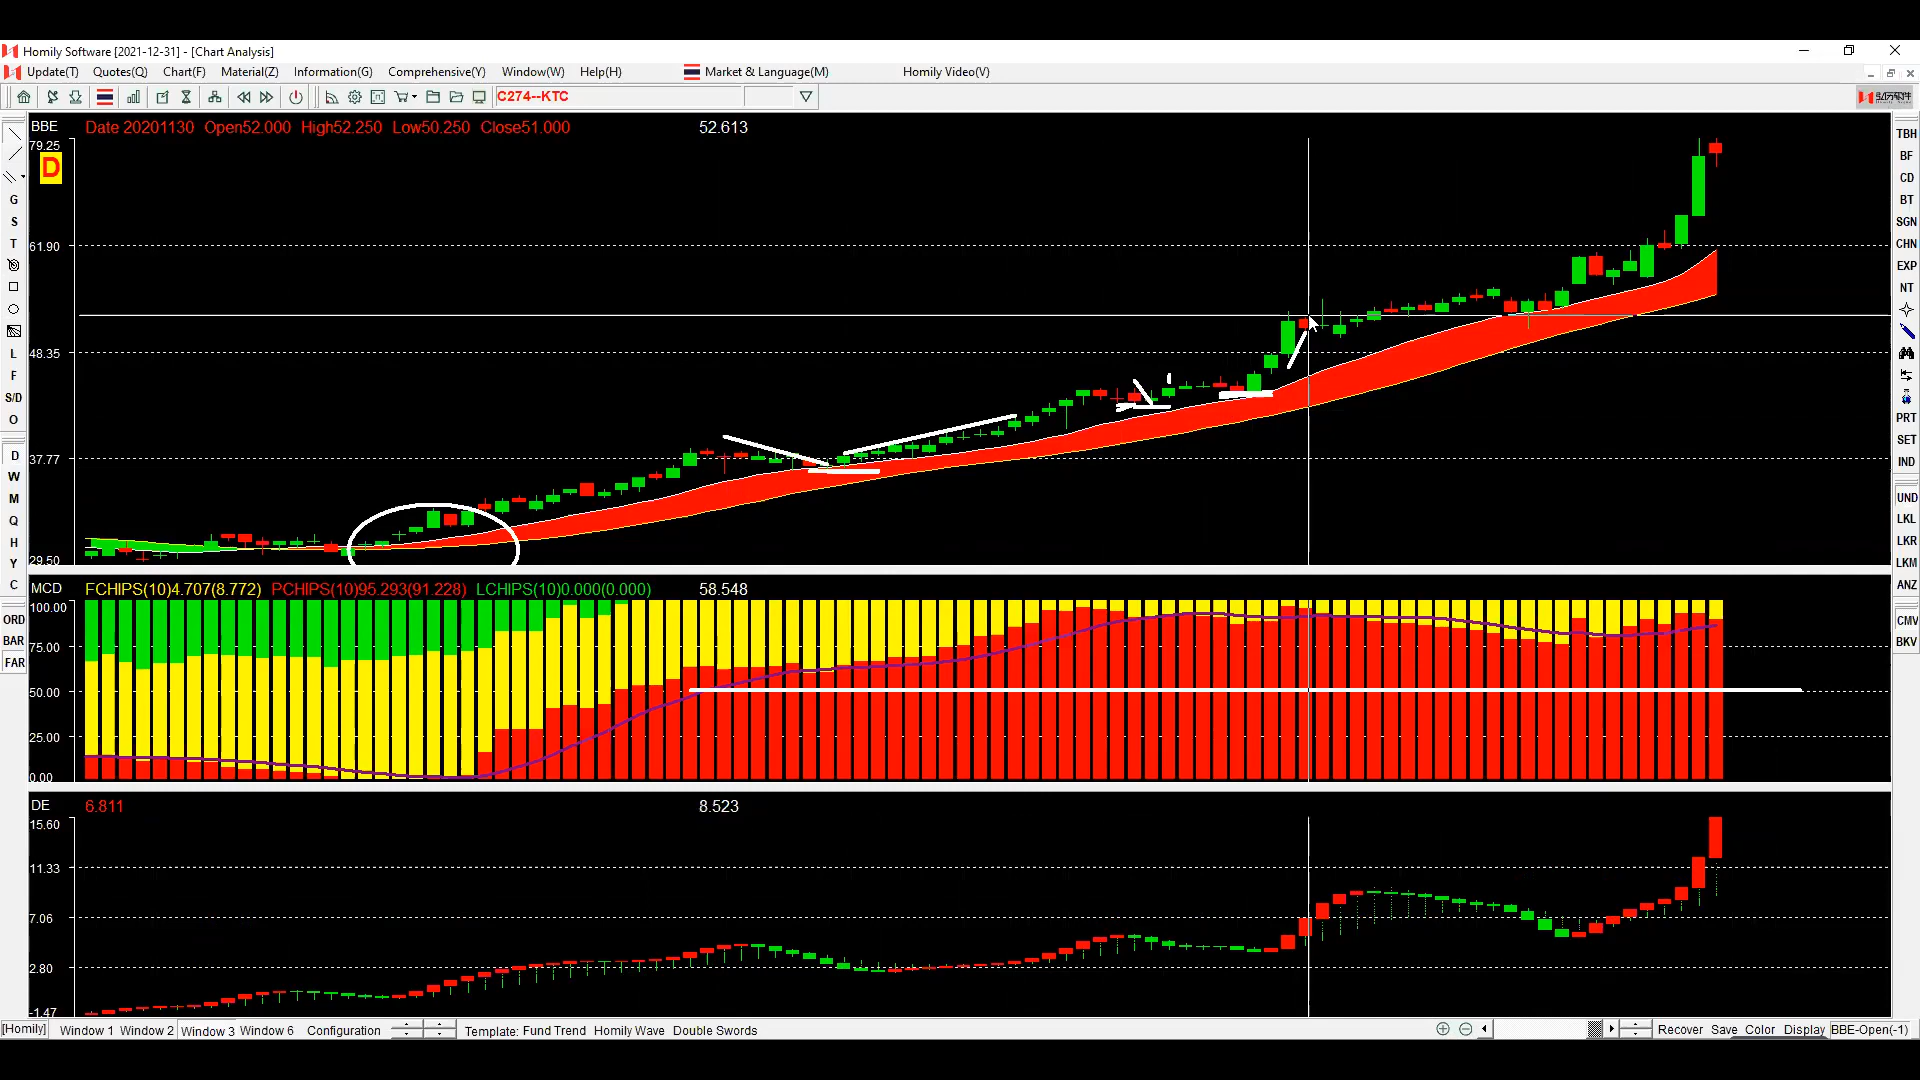 Homily Software [2021-12-31] - [Chart Analysis]
Update(T) Quotes(Q) Chart(F) Material(Z) Information(G) Comprehensive(Y) Window(W) Help(H) Market & Language(M) Homily Video(V)
C274--KTC
弘历软件
BBE Date 20201130 Open52.000 High52.250 Low50.250 Close51.000 52.613
79.25
D
61.90
48.35
37.77
29.50
MCD FCHIPS(10)4.707(8.772) PCHIPS(10)95.293(91.228) LCHIPS(10)0.000(0.000) 58.548
100.00
75.00
50.00
25.00
0.00
DE 6.811 8.523
15.60
11.33
7.06
2.80
-1.47
G
S
T
L
F
S/D
O
D
W
M
Q
H
Y
C
ORD
BAR
FAR
TBH
BF
CD
BT
SGN
CHN
EXP
NT
PRT
SET
IND
UND
LKL
LKR
LKM
ANZ
CMV
BKV
[Homily] Window 1 Window 2 Window 3 Window 6 Configuration Template: Fund Trend Homily Wave Double Swords Recover Save Color Display BBE-Open(-1)